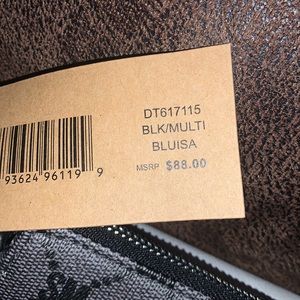 DT617115
BLK/MULTI
BLUISA
MSRP $88.00
93624 96119 9